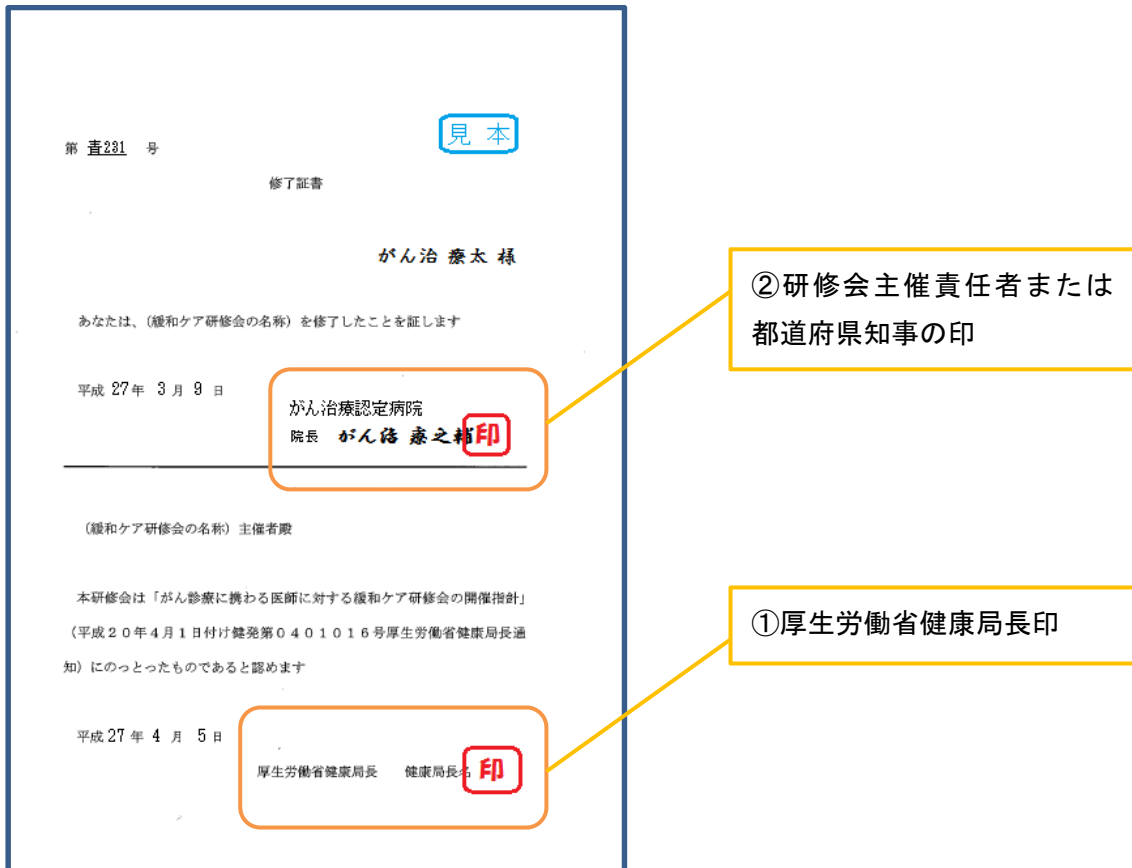 見本
第 青231 号
修了証書
がん治 療太 様
あなたは、(緩和ケア研修会の名称) を修了したことを証します
平成 27年 3月 9日
がん治療認定病院
院長 がん治 療之輔 印
(緩和ケア研修会の名称) 主催者殿
本研修会は「がん診療に携わる医師に対する緩和ケア研修会の開催指針」
(平成20年4月1日付け健発第0401016号厚生労働省健康局長通
知) にのっとったものであると認めます
平成 27年 4月 5日
厚生労働省健康局長 健康局長名 印
②研修会主催責任者または
都道府県知事の印
①厚生労働省健康局長印